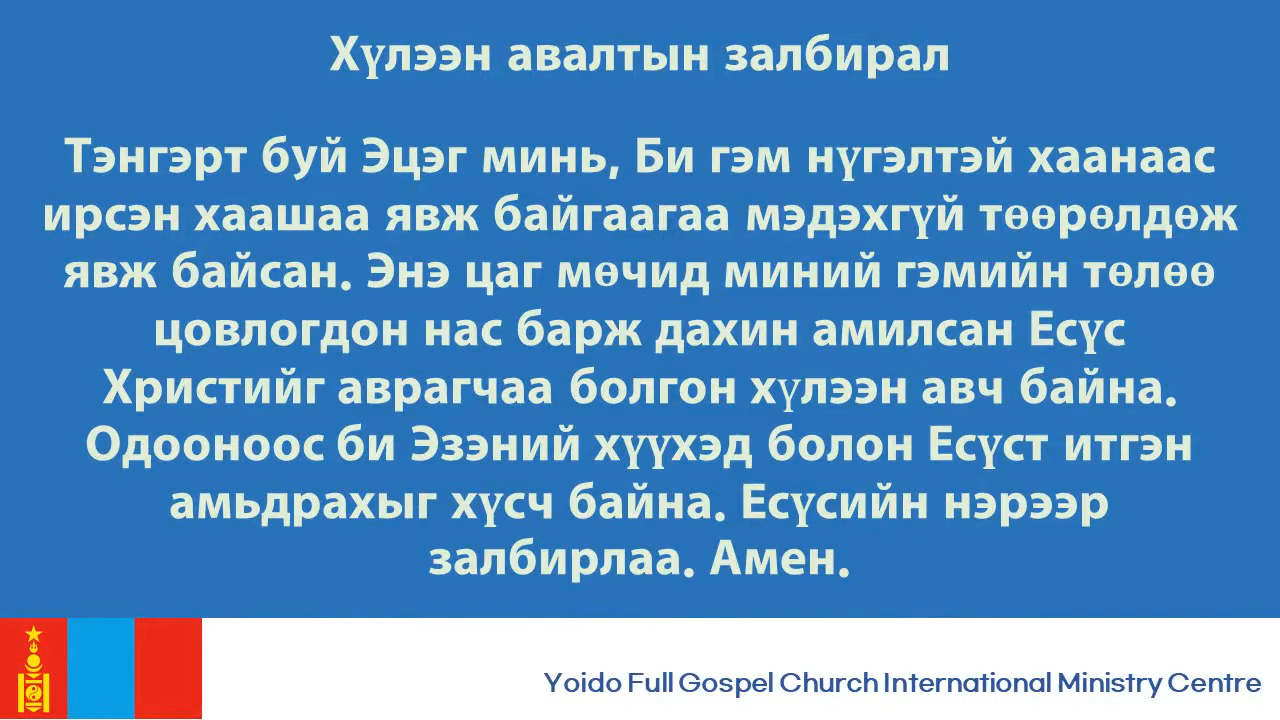 Хүлээн авалтын залбирал
Тэнгэрт буй Эцэг минь, Би гэм нүгэлтэй хаанаас
ирсэн хаашаа явж байгаагаа мэдэхгүй төөрөлдөж
явж байсан. Энэ цаг мөчид миний гэмийн төлөө
цовлогдон нас барж дахин амилсан Есүс
Христийг аврагчаа болгон хүлээн авч байна.
Одооноос би Эзэний хүүхэд болон Есүст итгэн
амьдрахыг хүсч байна. Есүсийн нэрээр
залбирлаа. Амен.
Yoido Full Gospel Church International Ministry Centre